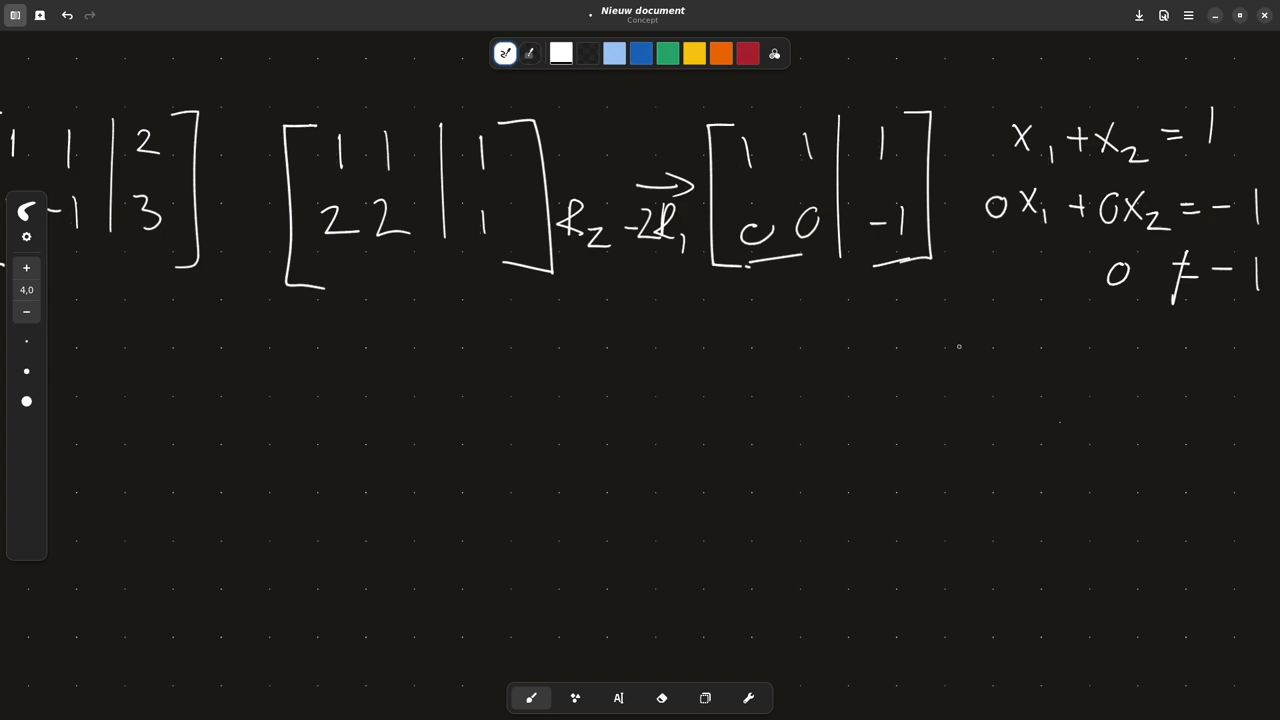 Nieuw document
Concept
4,0
1 1 | 2
-1 | 3
1 1 | 1
2 2 | 1
R₂ -2R₁ →
1 1 | 1
0 0 | -1
x₁ + x₂ = 1
0x₁ + 0x₂ = -1
0 ≠ -1